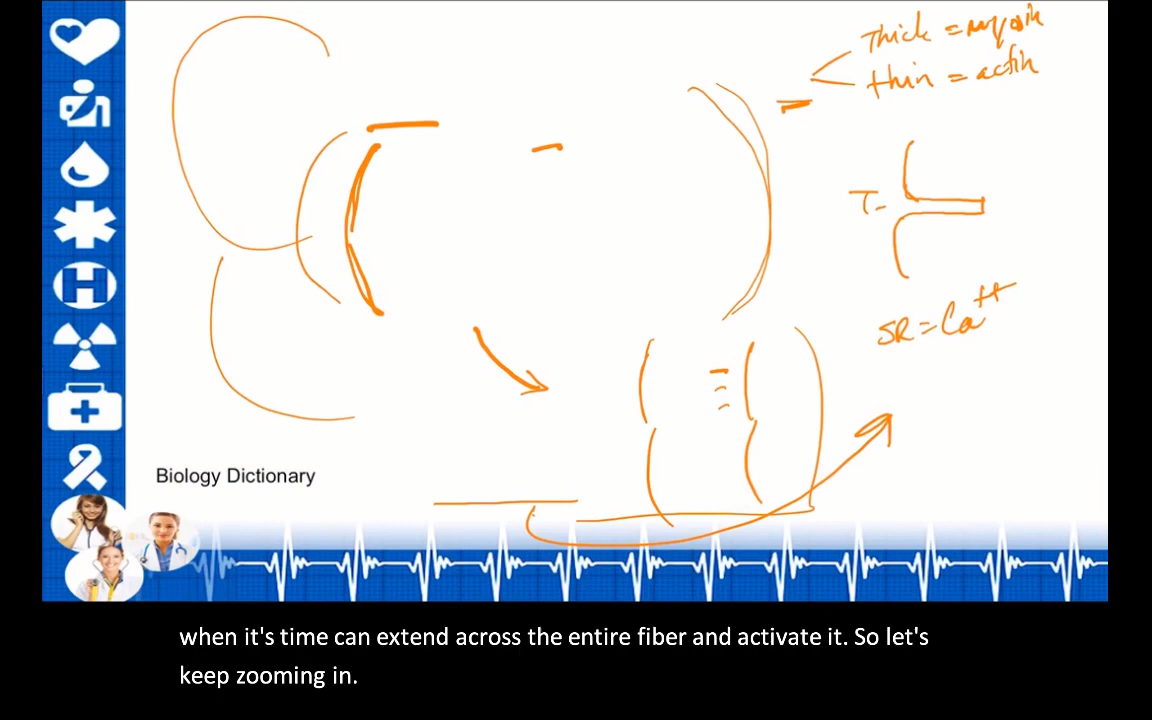 Thick = myosin
thin = actin
T-
SR = Ca++
Biology Dictionary
H
when it's time can extend across the entire fiber and activate it. So let's
keep zooming in.